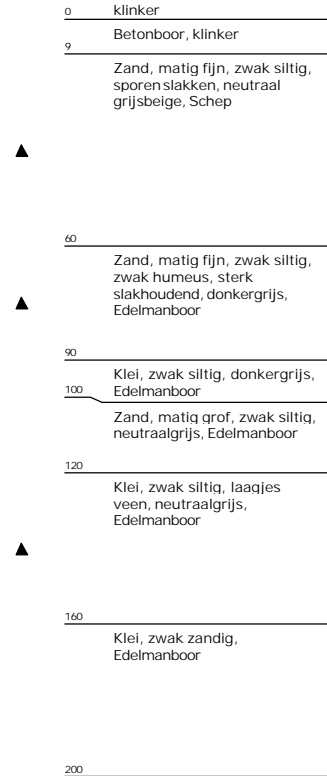 0 klinker
Betonboor, klinker
9
Zand, matig fijn, zwak siltig,
sporen slakken, neutraal
grijsbeige, Schep
60
Zand, matig fijn, zwak siltig,
zwak humeus, sterk
slakhoudend, donkergrijs,
Edelmanboor
90
Klei, zwak siltig, donkergrijs,
Edelmanboor
100
Zand, matig grof, zwak siltig,
neutraalgrijs, Edelmanboor
120
Klei, zwak siltig, laagjes
veen, neutraalgrijs,
Edelmanboor
160
Klei, zwak zandig,
Edelmanboor
200